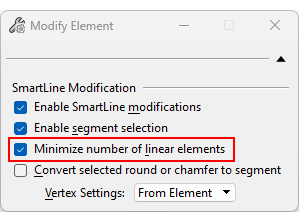 Modify Element
SmartLine Modification
Enable SmartLine modifications
Enable segment selection
Minimize number of linear elements
Convert selected round or chamfer to segment
Vertex Settings: From Element